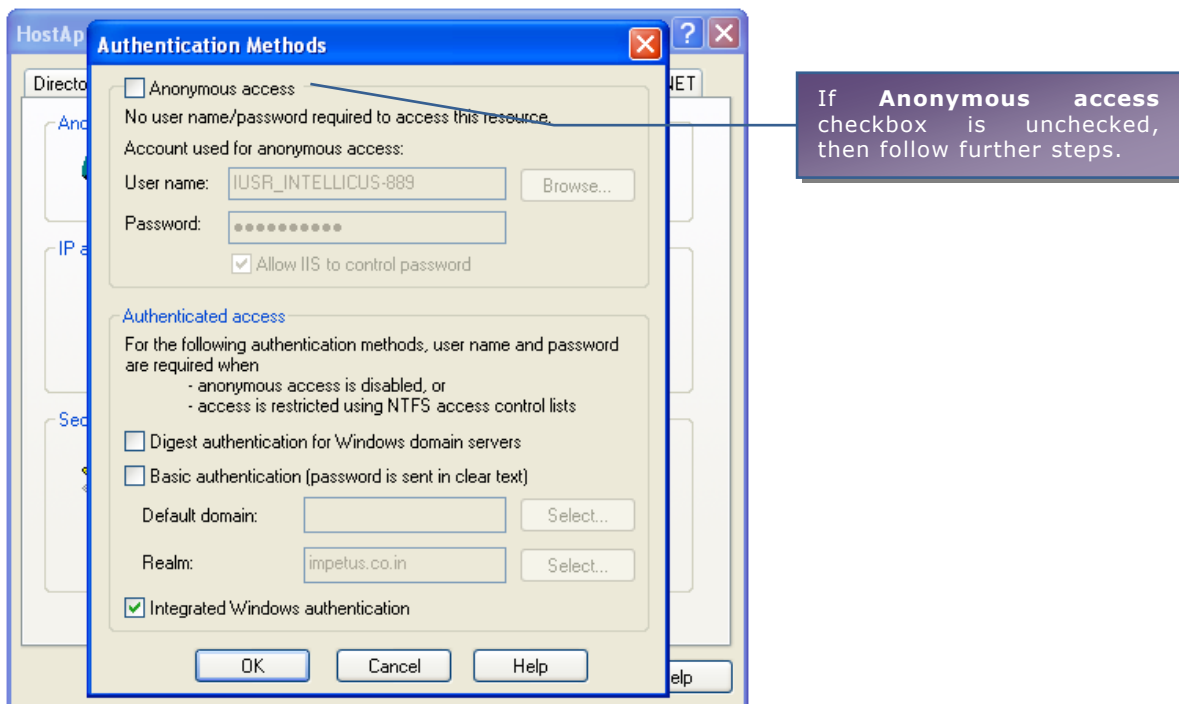 HostAp
Authentication Methods
Directo
NET
Anonymous access
No user name/password required to access this resource.
Account used for anonymous access:
User name: IUSR_INTELLICUS-889 Browse...
Password: ●●●●●●●●●●
Allow IIS to control password
Ano
IP a
Sec
Authenticated access
For the following authentication methods, user name and password
are required when
- anonymous access is disabled, or
- access is restricted using NTFS access control lists
Digest authentication for Windows domain servers
Basic authentication (password is sent in clear text)
Default domain: Select...
Realm: impetus.co.in Select...
Integrated Windows authentication
OK Cancel Help
elp
If Anonymous access
checkbox is unchecked,
then follow further steps.